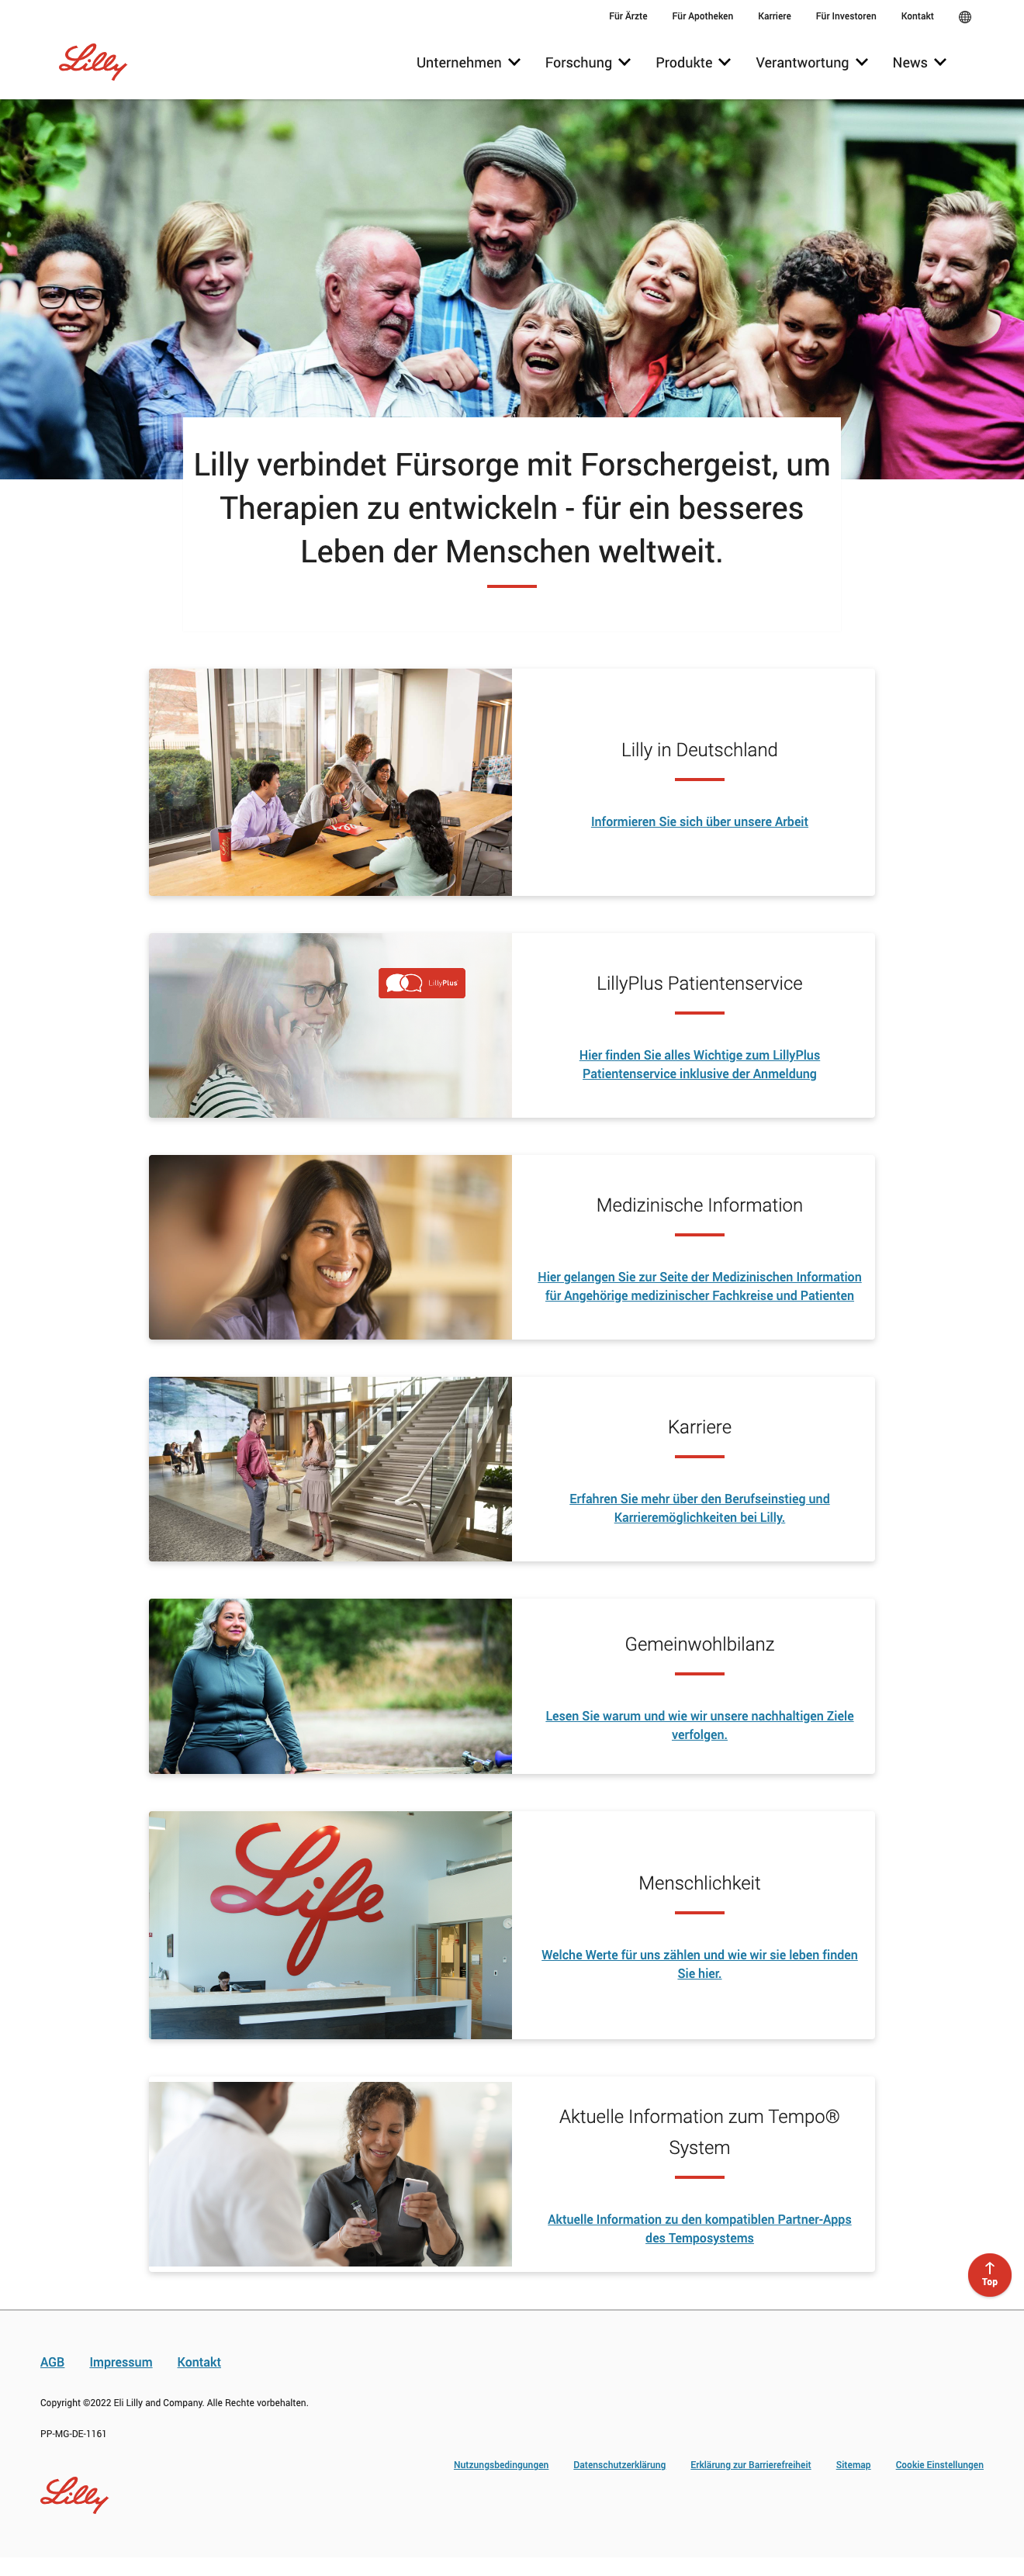 Für Ärzte Für Apotheken Karriere Für Investoren Kontakt
Lilly
Unternehmen Forschung Produkte Verantwortung News
Lilly verbindet Fürsorge mit Forschergeist, um
Therapien zu entwickeln - für ein besseres
Leben der Menschen weltweit.
Lilly in Deutschland
Informieren Sie sich über unsere Arbeit
LillyPlus
LillyPlus Patientenservice
Hier finden Sie alles Wichtige zum LillyPlus
Patientenservice inklusive der Anmeldung
Medizinische Information
Hier gelangen Sie zur Seite der Medizinischen Information
für Angehörige medizinischer Fachkreise und Patienten
Karriere
Erfahren Sie mehr über den Berufseinstieg und
Karrieremöglichkeiten bei Lilly.
Gemeinwohlbilanz
Lesen Sie warum und wie wir unsere nachhaltigen Ziele
verfolgen.
Life
Menschlichkeit
Welche Werte für uns zählen und wie wir sie leben finden
Sie hier.
Aktuelle Information zum Tempo®
System
Aktuelle Information zu den kompatiblen Partner-Apps
des Temposystems
Top
AGB Impressum Kontakt
Copyright ©2022 Eli Lilly and Company. Alle Rechte vorbehalten.
PP-MG-DE-1161
Nutzungsbedingungen Datenschutzerklärung Erklärung zur Barrierefreiheit Sitemap Cookie Einstellungen
Lilly